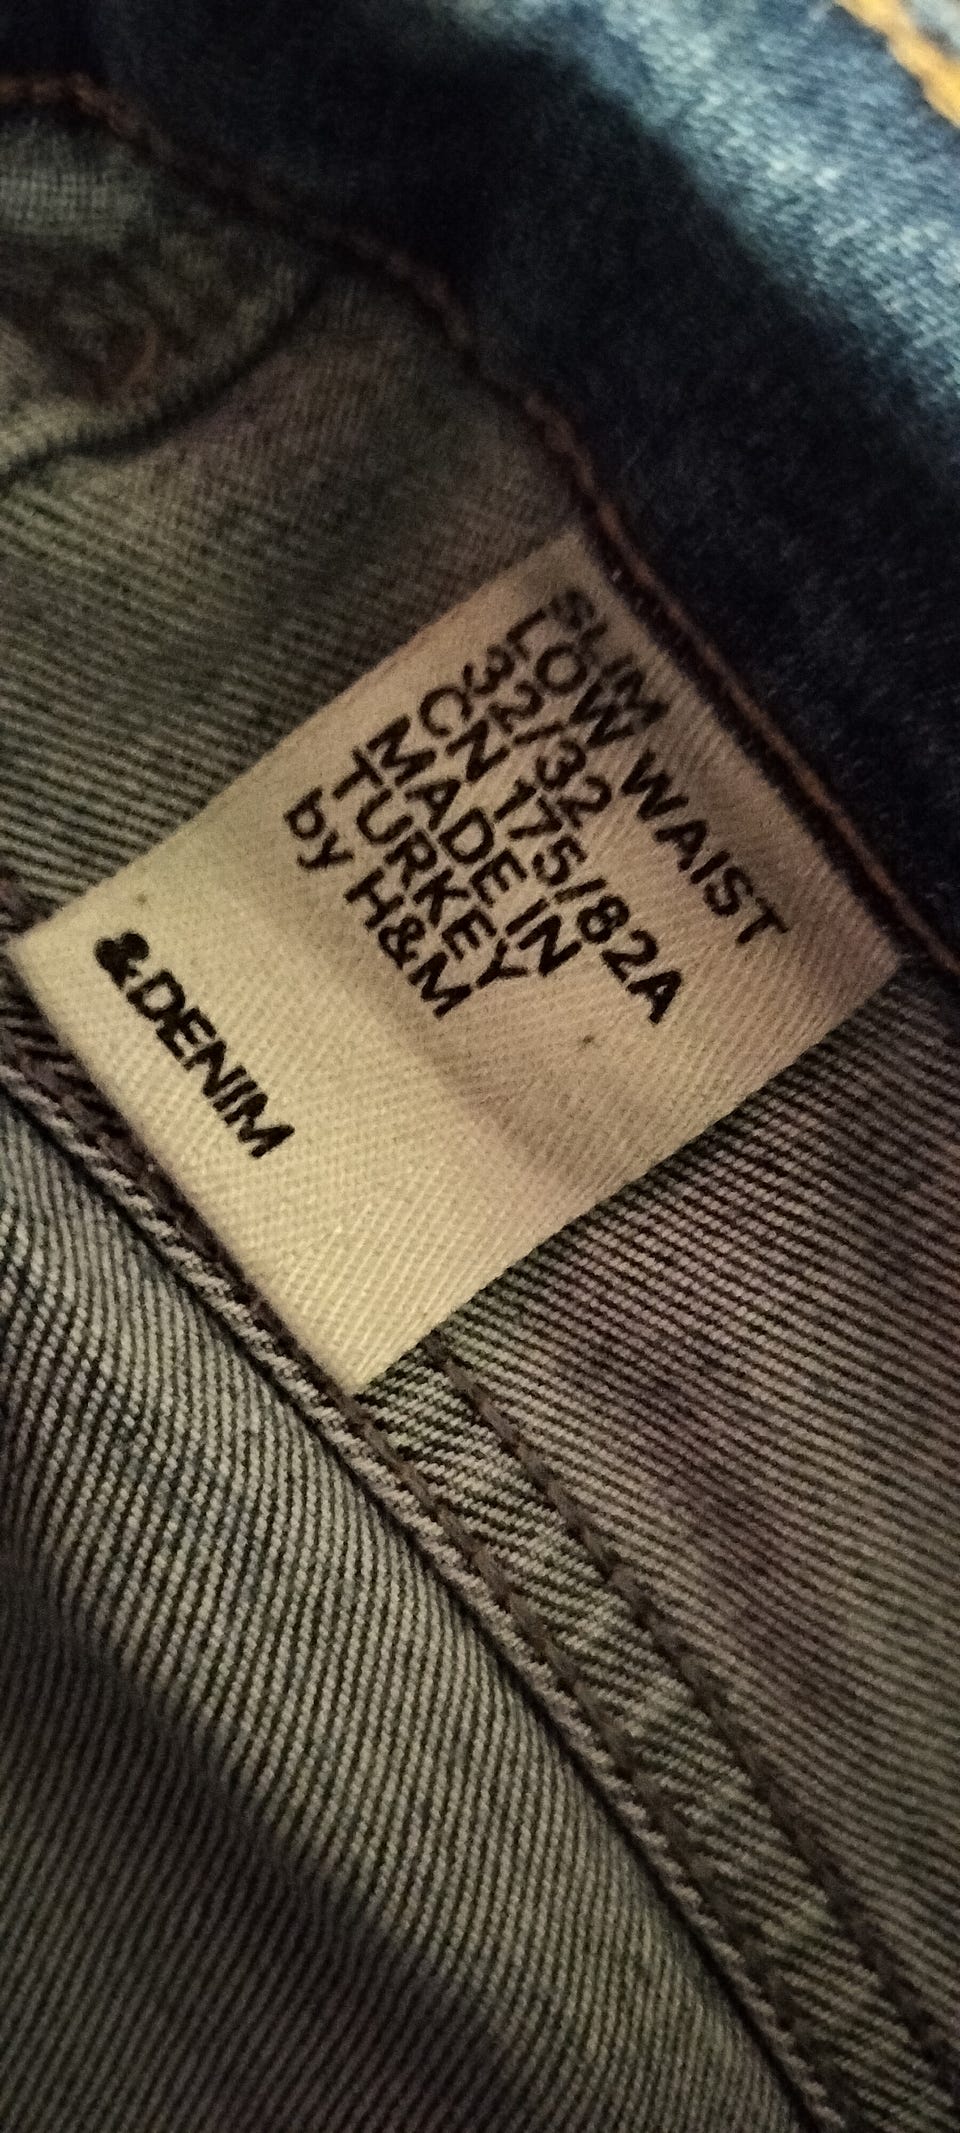 SLIM
LOW WAIST
32/32
CN 175/82A
MADE IN
TURKEY
by H&M
&DENIM